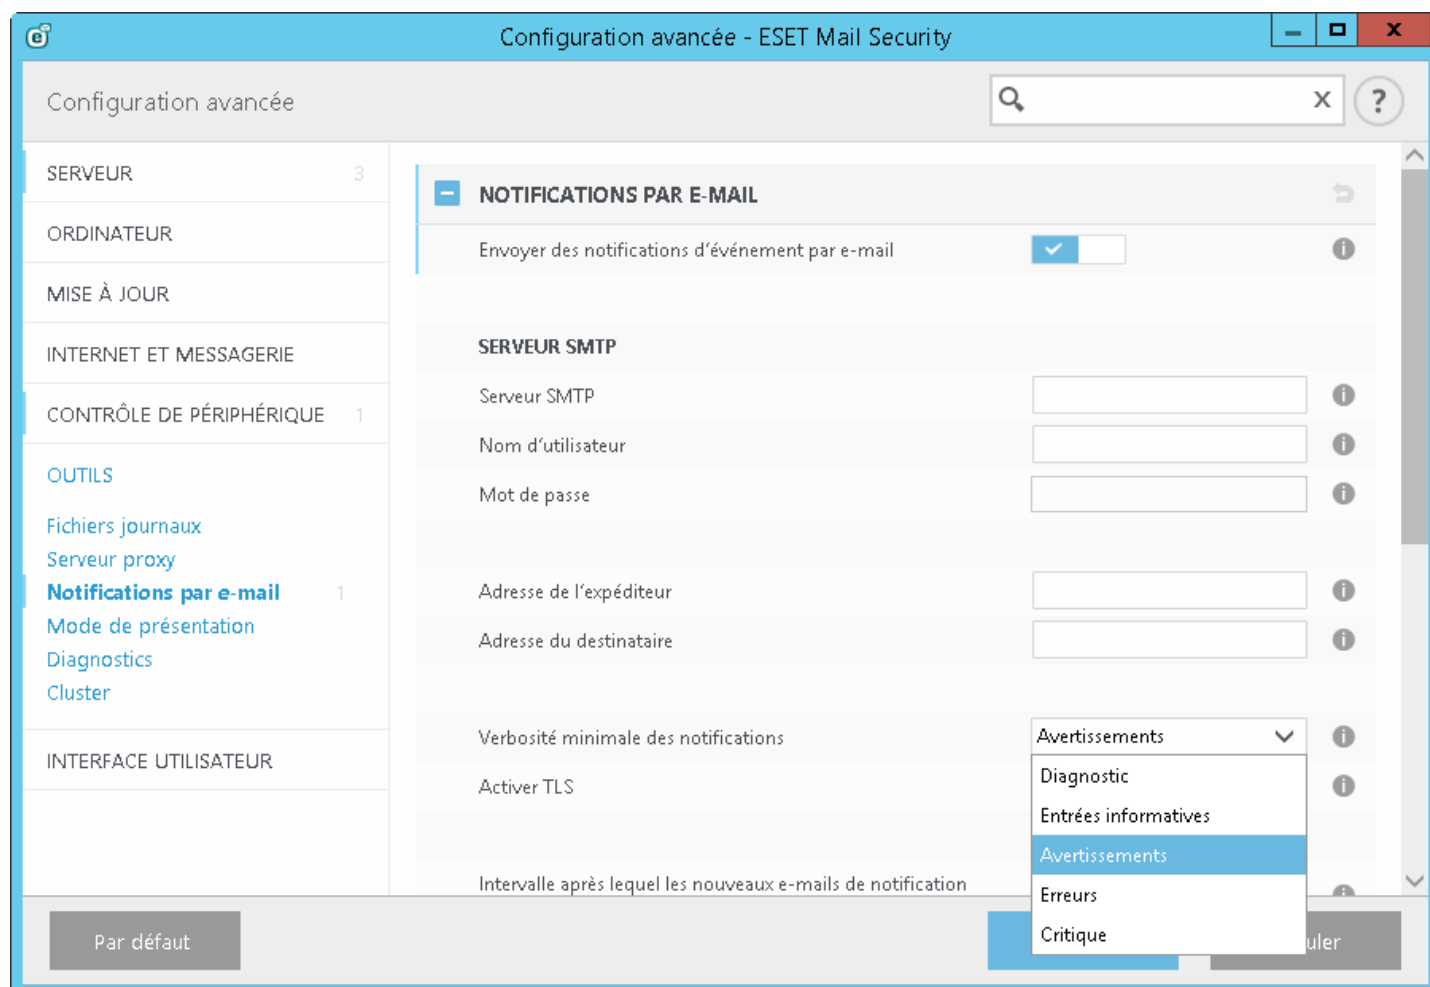 Configuration avancée - ESET Mail Security
Configuration avancée
?
SERVEUR 3
ORDINATEUR
MISE À JOUR
INTERNET ET MESSAGERIE
CONTRÔLE DE PÉRIPHÉRIQUE 1
OUTILS
Fichiers journaux
Serveur proxy
Notifications par e-mail 1
Mode de présentation
Diagnostics
Cluster
INTERFACE UTILISATEUR
NOTIFICATIONS PAR E-MAIL
Envoyer des notifications d'événement par e-mail
SERVEUR SMTP
Serveur SMTP
Nom d'utilisateur
Mot de passe
Adresse de l'expéditeur
Adresse du destinataire
Verbosité minimale des notifications Avertissements
Activer TLS
Diagnostic
Entrées informatives
Avertissements
Erreurs
Critique
Intervalle après lequel les nouveaux e-mails de notification
Par défaut
uler